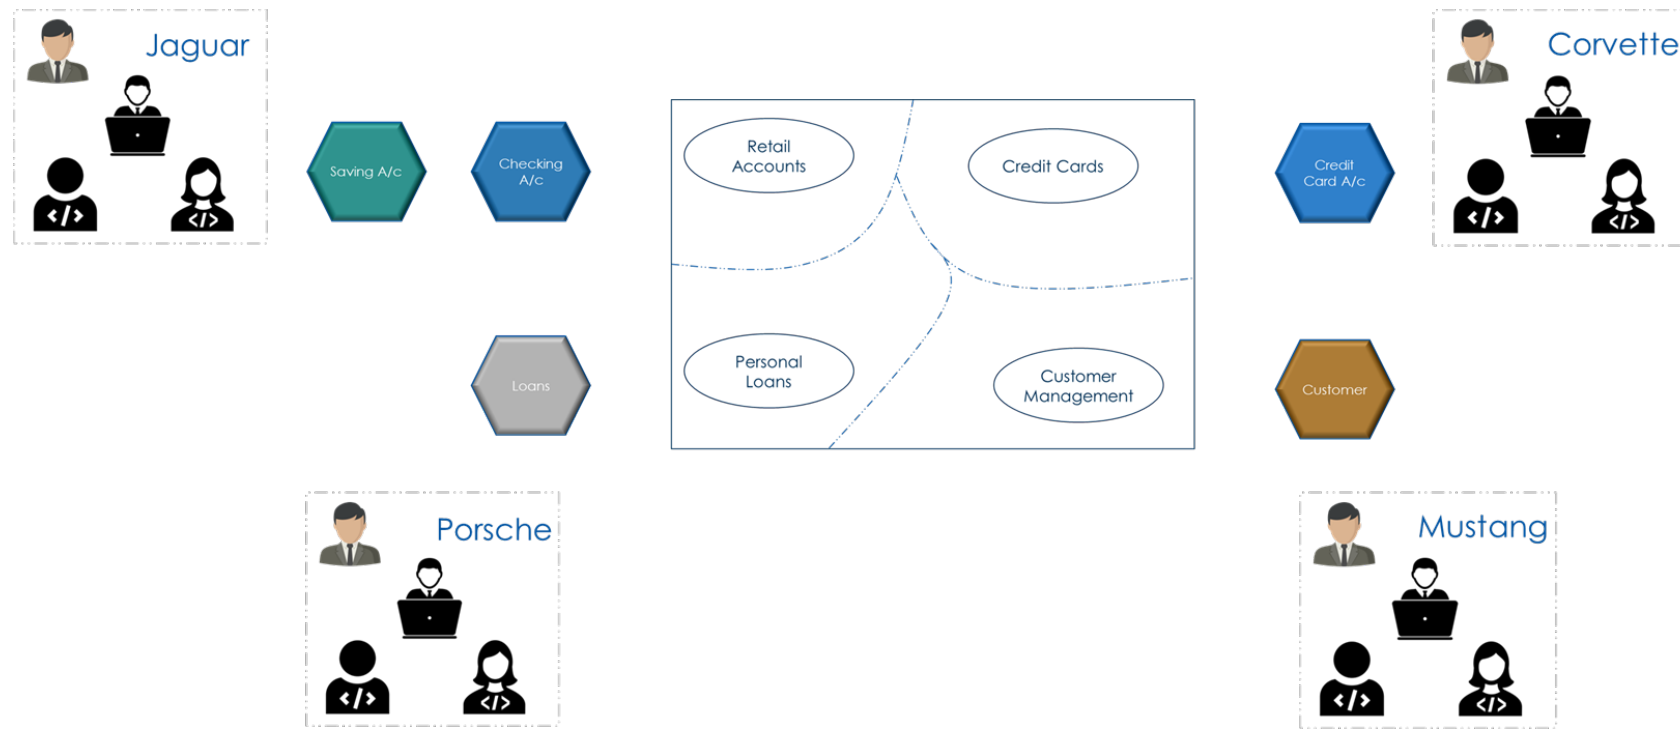 Jaguar
Corvette
Saving A/c
Checking
A/c
Retail
Accounts
Credit Cards
Credit
Card A/c
Loans
Personal
Loans
Customer
Management
Customer
Porsche
</>
</>
</>
</>
Mustang
</>
</>
</>
</>